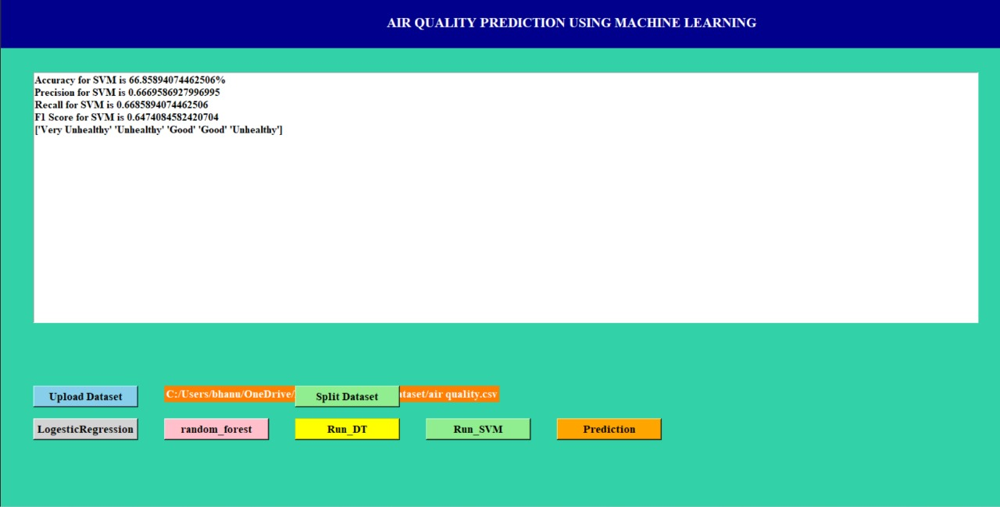 AIR QUALITY PREDICTION USING MACHINE LEARNING
Accuracy for SVM is 66.85894074462506%
Precision for SVM is 0.6669586927996995
Recall for SVM is 0.6685894074462506
F1 Score for SVM is 0.6474084582420704
['Very Unhealthy' 'Unhealthy' 'Good' 'Good' 'Unhealthy']
Upload Dataset
C:/Users/bhanu/OneDrive/
Split Dataset
taset/air quality.csv
LogesticRegression
random_forest
Run_DT
Run_SVM
Prediction